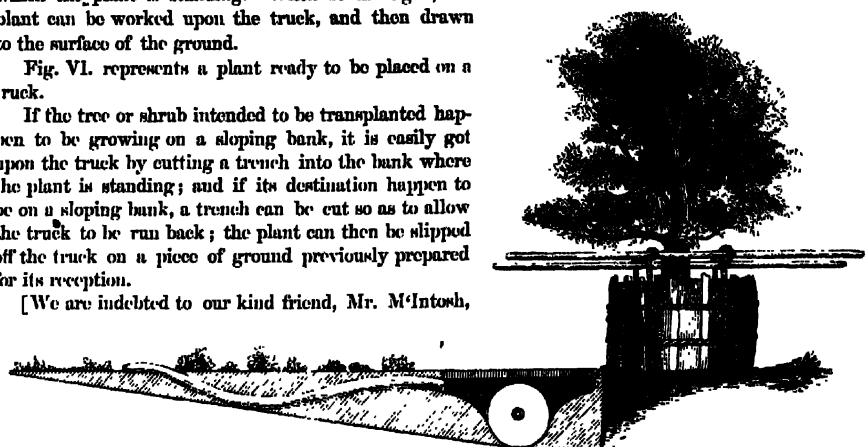 plant can be worked upon the truck, and then drawn
to the surface of the ground.
Fig. VI. represents a plant ready to be placed on a
truck.
If the tree or shrub intended to be transplanted hap-
pen to be growing on a sloping bank, it is easily got
upon the truck by cutting a trench into the bank where
the plant is standing; and if its destination happen to
be on a sloping bank, a trench can be cut so as to allow
the truck to be run back; the plant can then be slipped
off the truck on a piece of ground previously prepared
for its reception.
[We are indebted to our kind friend, Mr. M'Intosh,